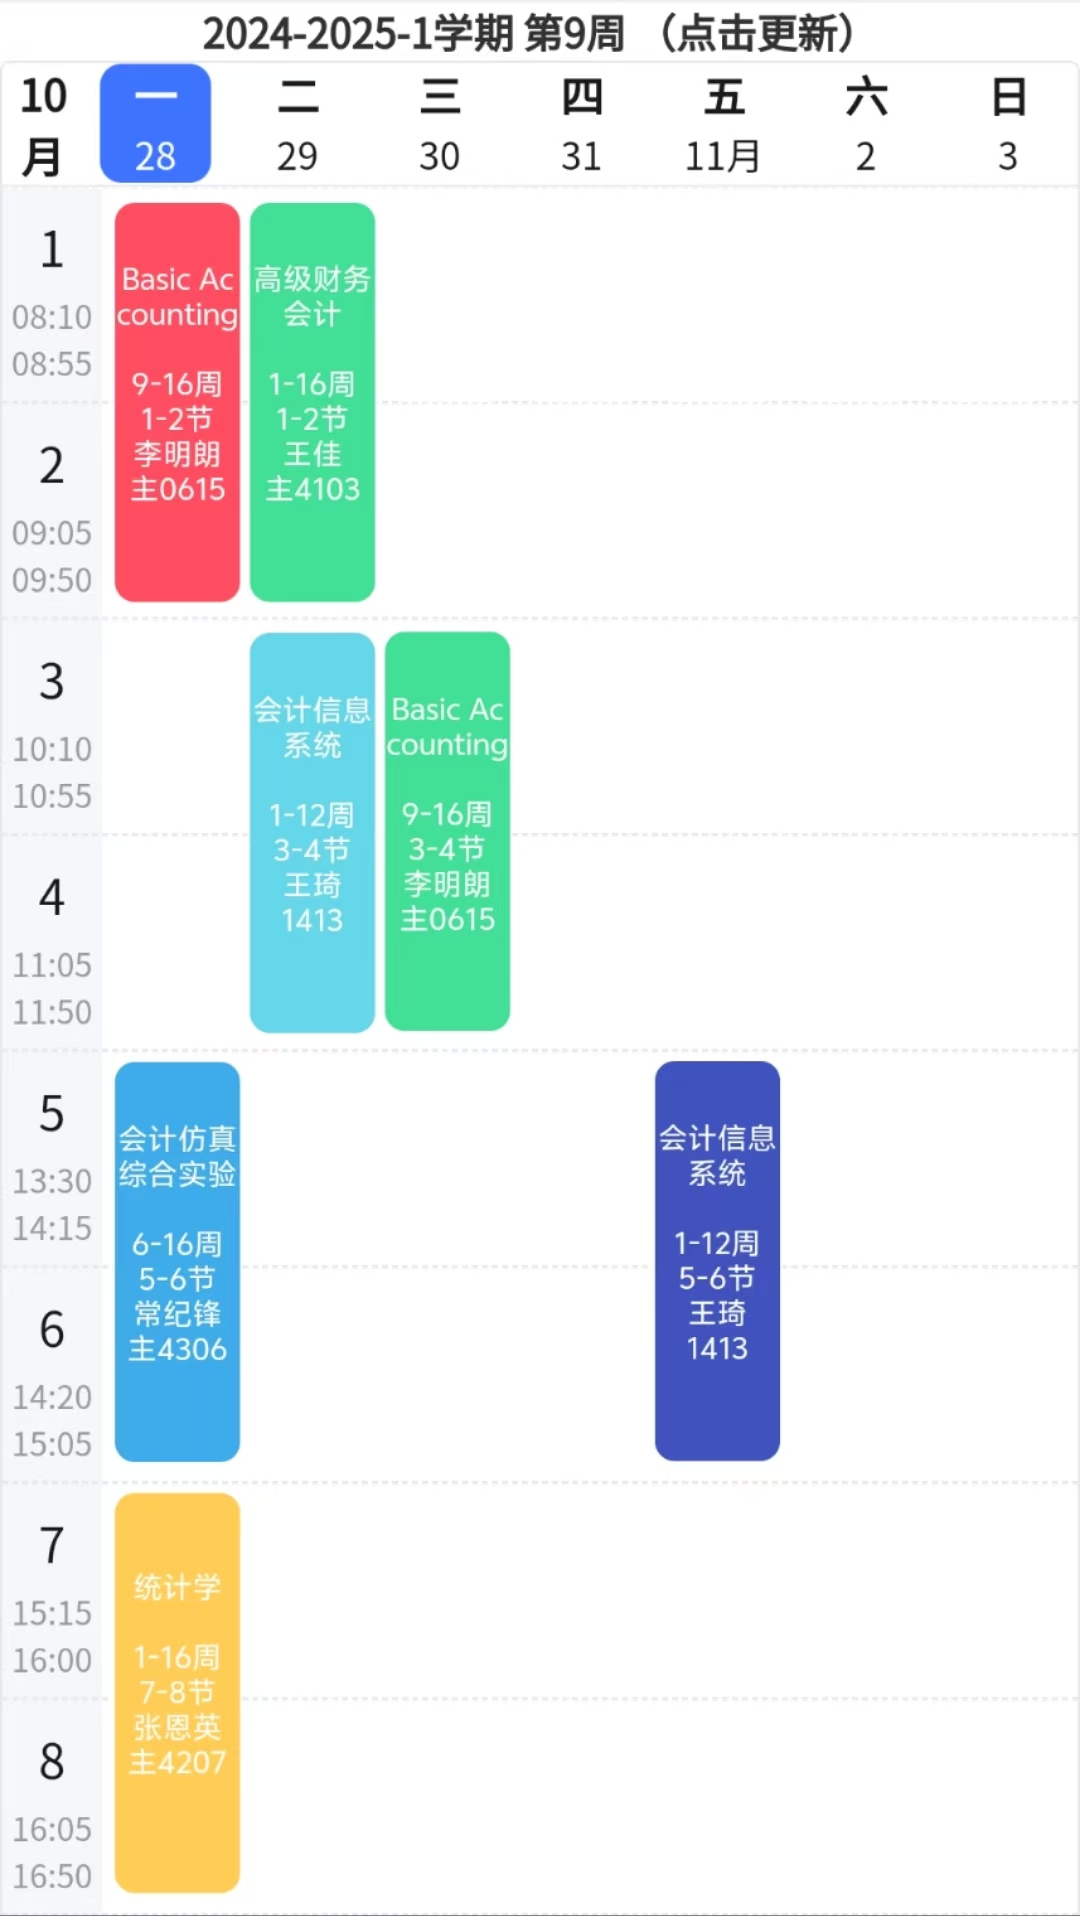 2024-2025-1学期 第9周 （点击更新）
10
月
一
28
二
29
三
30
四
31
五
11月
六
2
日
3
1
08:10
08:55
2
09:05
09:50
3
10:10
10:55
4
11:05
11:50
5
13:30
14:15
6
14:20
15:05
7
15:15
16:00
8
16:05
16:50
Basic Ac
counting
9-16周
1-2节
李明朗
主0615
会计仿真
综合实验
6-16周
5-6节
常纪锋
主4306
统计学
1-16周
7-8节
张恩英
主4207
高级财务
会计
1-16周
1-2节
王佳
主4103
会计信息
系统
1-12周
3-4节
王琦
1413
Basic Ac
counting
9-16周
3-4节
李明朗
主0615
会计信息
系统
1-12周
5-6节
王琦
1413